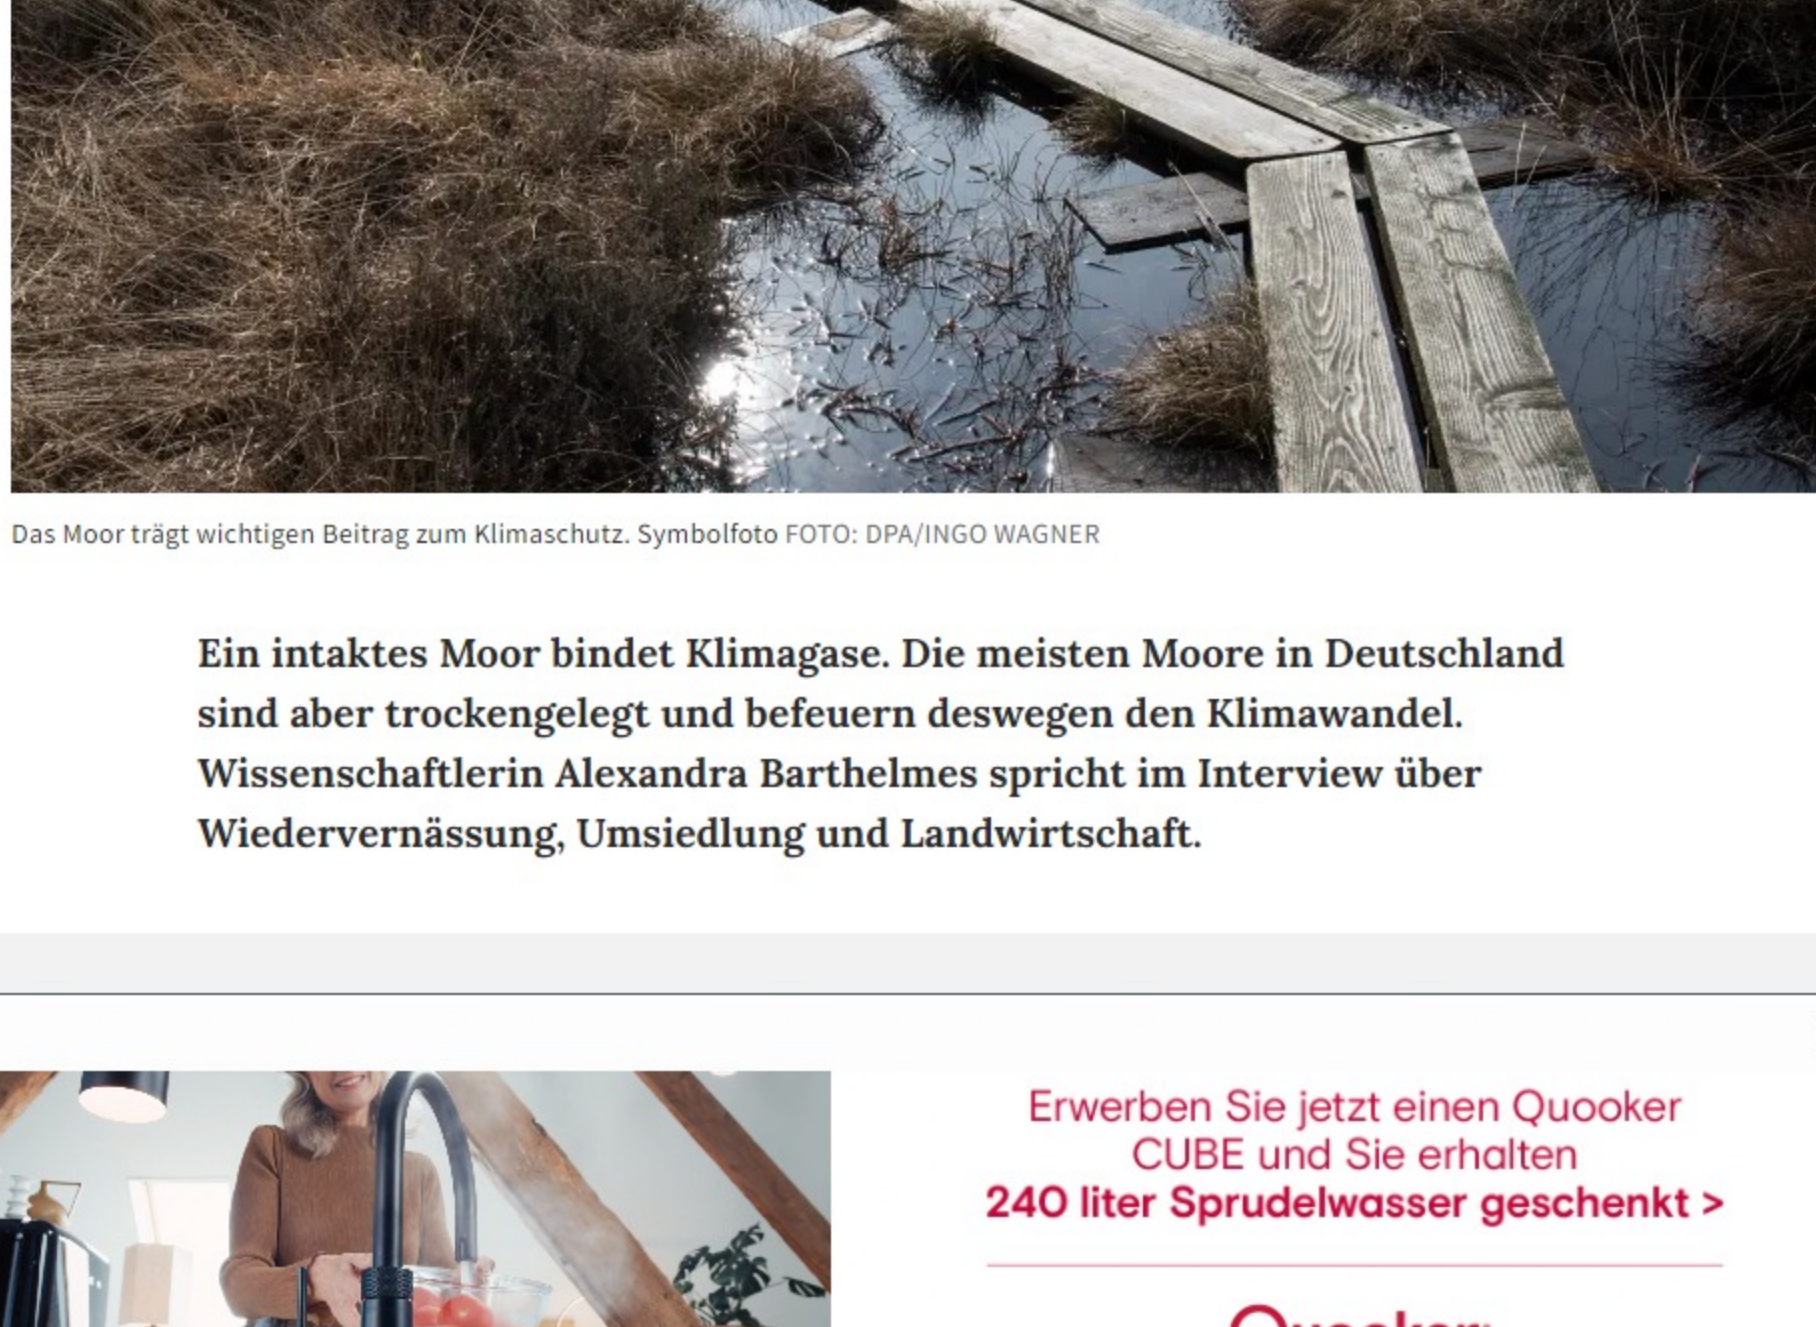 Das Moor trägt wichtigen Beitrag zum Klimaschutz. Symbolfoto FOTO: DPA/INGO WAGNER
Ein intaktes Moor bindet Klimagase. Die meisten Moore in Deutschland
sind aber trockengelegt und befeuern deswegen den Klimawandel.
Wissenschaftlerin Alexandra Barthelmes spricht im Interview über
Wiedervernässung, Umsiedlung und Landwirtschaft.
Erwerben Sie jetzt einen Quooker
CUBE und Sie erhalten
240 liter Sprudelwasser geschenkt >
Quooker